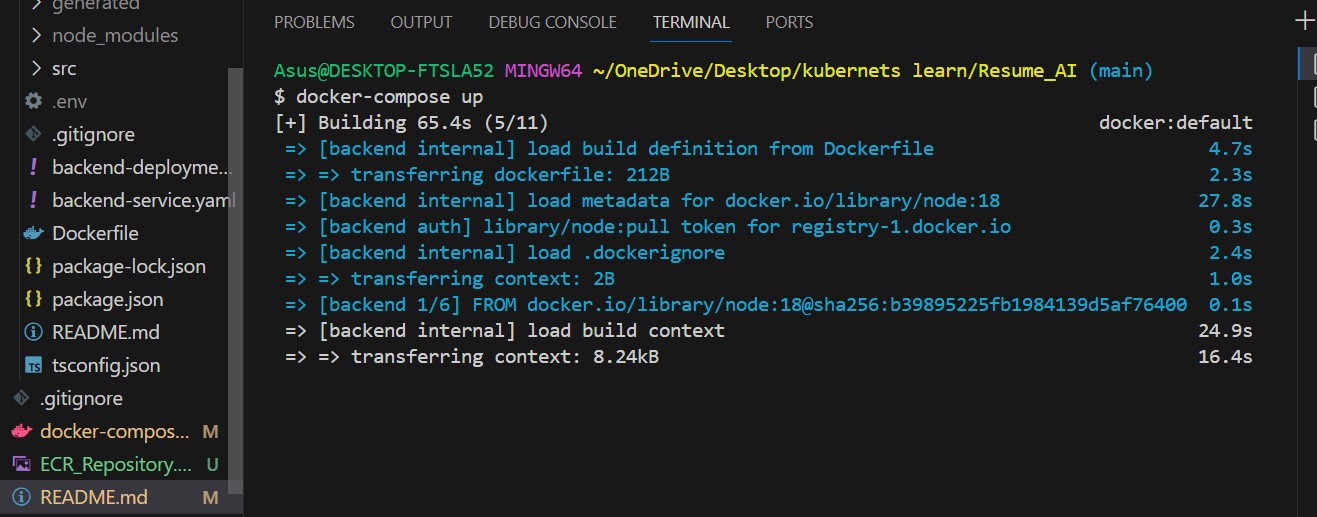 generated
node_modules
src
.env
.gitignore
backend-deployme...
backend-service.yaml
Dockerfile
package-lock.json
package.json
README.md
tsconfig.json
.gitignore
docker-compos... M
ECR_Repository.... U
README.md M
PROBLEMS OUTPUT DEBUG CONSOLE TERMINAL PORTS
Asus@DESKTOP-FTSLA52 MINGW64 ~/OneDrive/Desktop/kubernets learn/Resume_AI (main)
$ docker-compose up
[+] Building 65.4s (5/11) docker:default
=> [backend internal] load build definition from Dockerfile 4.7s
=> => transferring dockerfile: 212B 2.3s
=> [backend internal] load metadata for docker.io/library/node:18 27.8s
=> [backend auth] library/node:pull token for registry-1.docker.io 0.3s
=> [backend internal] load .dockerignore 2.4s
=> => transferring context: 2B 1.0s
=> [backend 1/6] FROM docker.io/library/node:18@sha256:b39895225fb1984139d5af76400 0.1s
=> [backend internal] load build context 24.9s
=> => transferring context: 8.24kB 16.4s